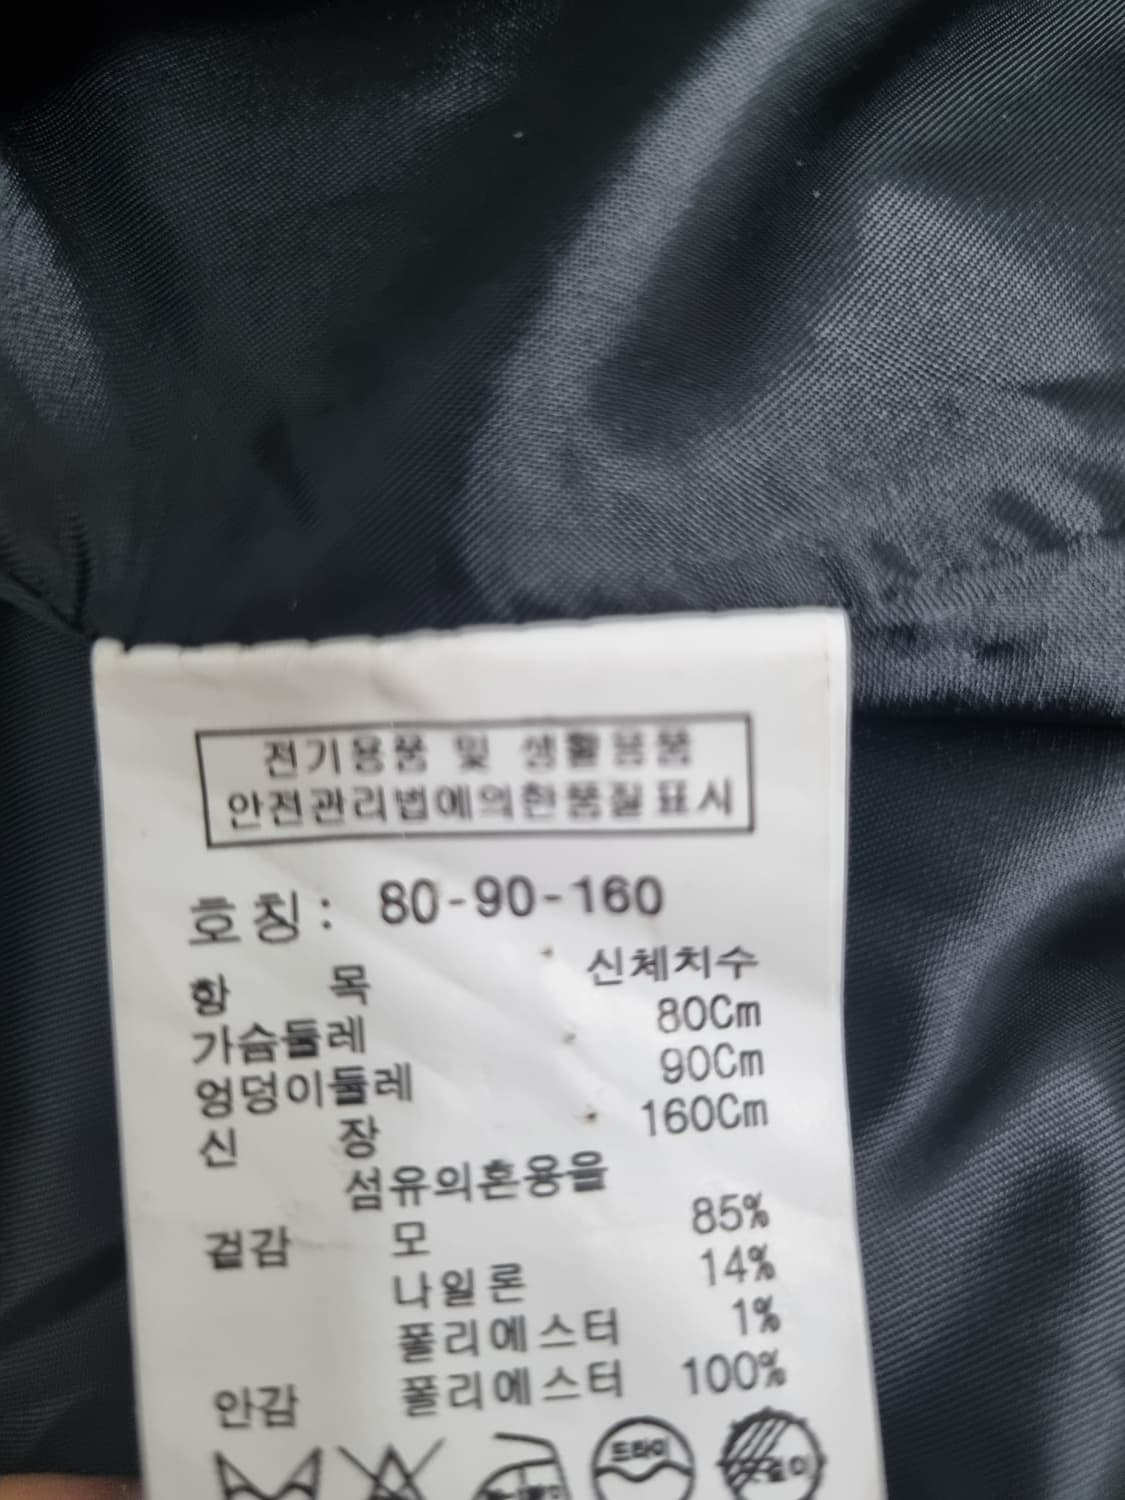 전기용품 및 생활용품
안전관리법에의한품질표시
호칭: 80-90-160
항 목 신체치수
가슴둘레 80Cm
엉덩이둘레 90Cm
신 장 160Cm
섬유의혼용율
겉감 모 85%
나일론 14%
폴리에스터 1%
안감 폴리에스터 100%
드라이